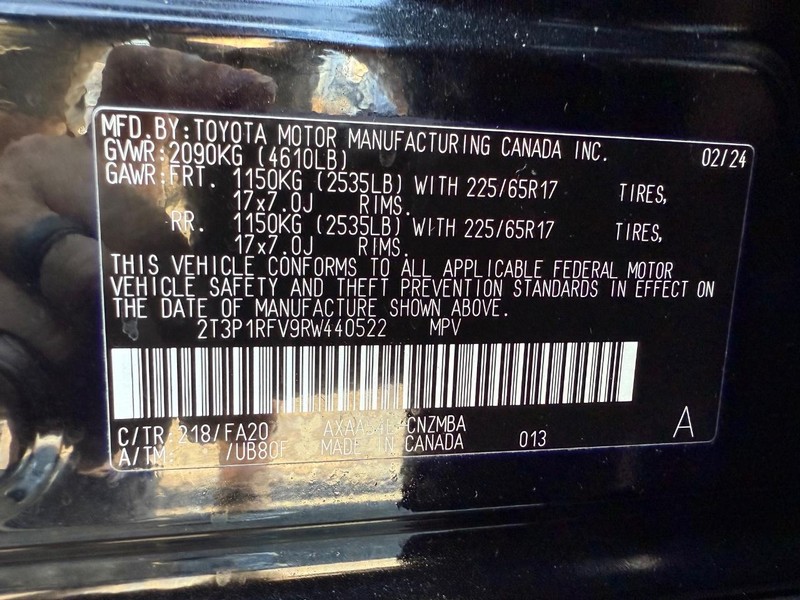 MFD.BY:TOYOTA MOTOR MANUFACTURING CANADA INC. 02/24
GVWR:2090KG (4610LB)
GAWR:FRT. 1150KG (2535LB) WITH 225/65R17 TIRES,
17x7.0J RIMS.
RR. 1150KG (2535LB) WITH 225/65R17 TIRES,
17x7.0J RIMS.
THIS VEHICLE CONFORMS TO ALL APPLICABLE FEDERAL MOTOR
VEHICLE SAFETY AND THEFT PREVENTION STANDARDS IN EFFECT ON
THE DATE OF MANUFACTURE SHOWN ABOVE.
2T3P1RFV9RW440522 MPV
C/TR 218/FA20 CNZMBA
A/TM: /UB80F MADE IN CANADA 013 A